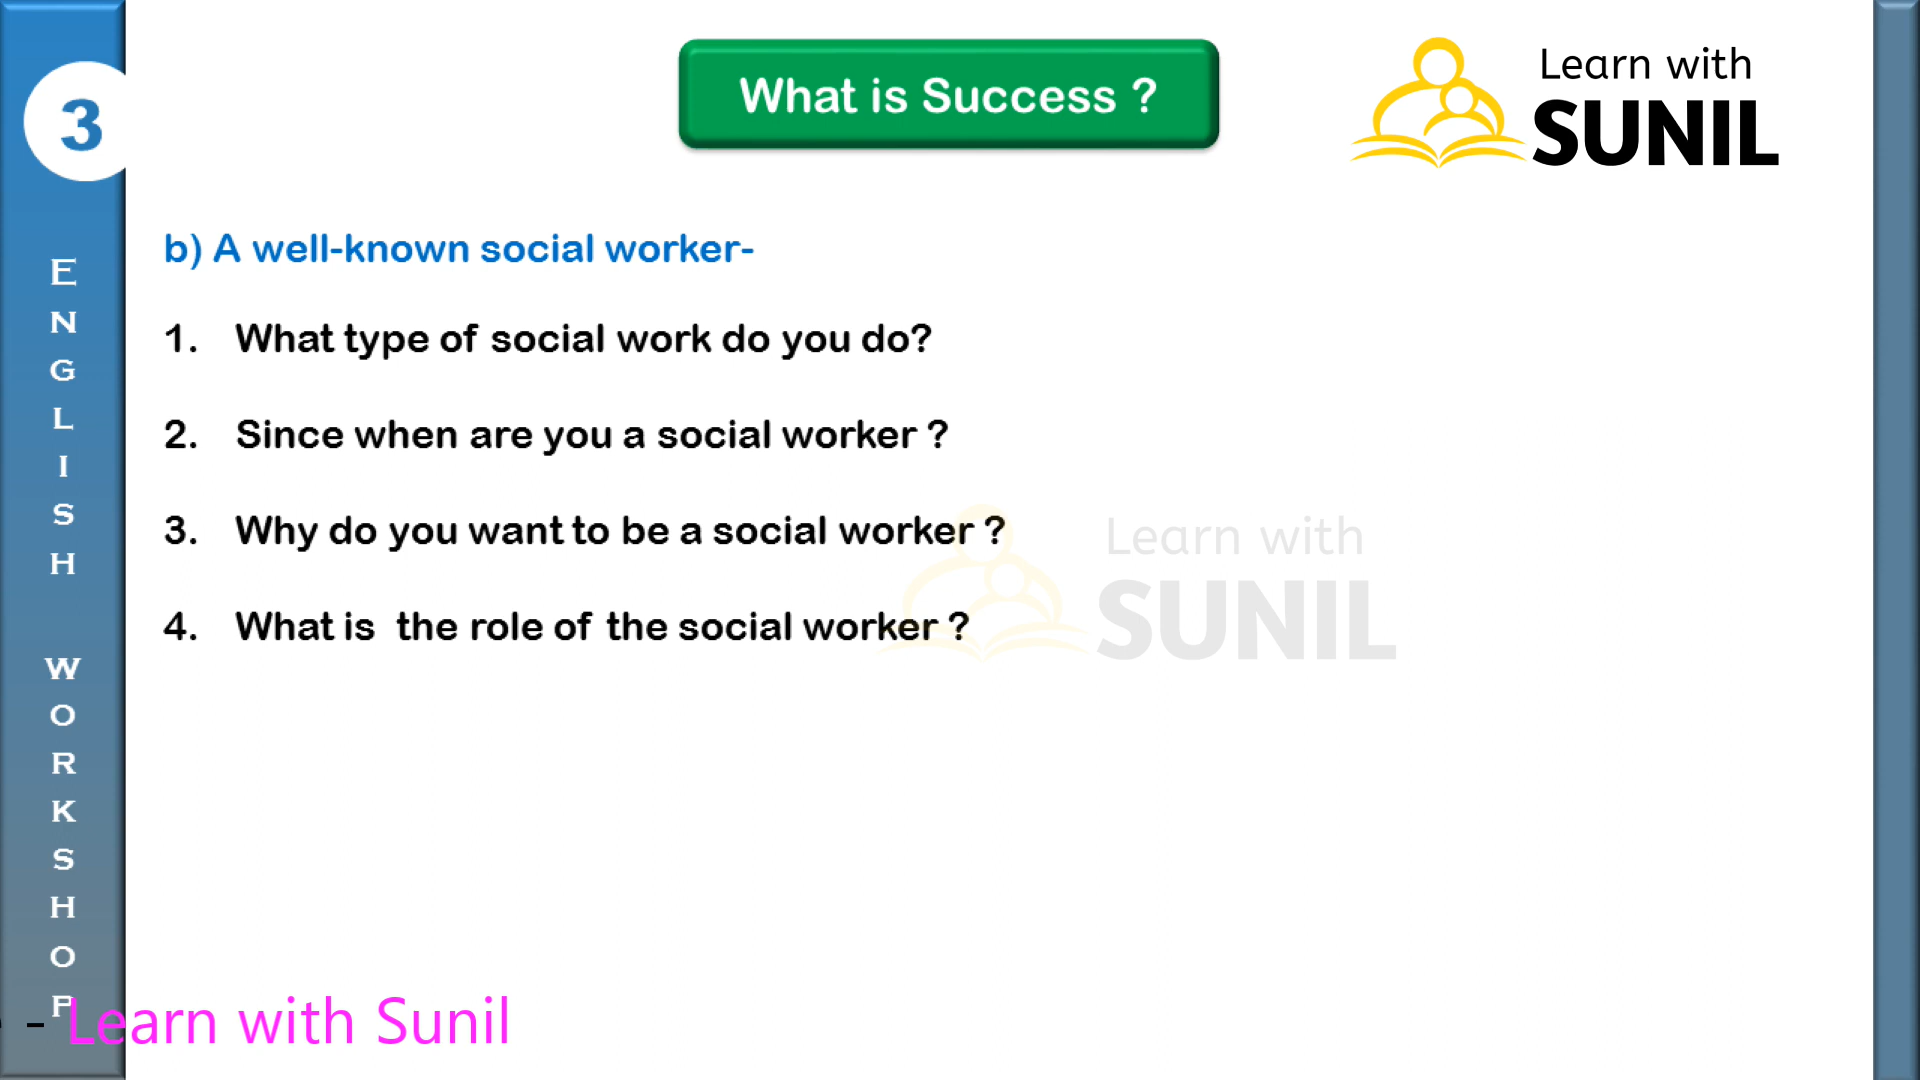 3
ENGLISH WORKSHOP
What is Success ?
Learn with
SUNIL
b) A well-known social worker-
1. What type of social work do you do?
2. Since when are you a social worker ?
3. Why do you want to be a social worker ?
4. What is the role of the social worker ?
Learn with
SUNIL
- Learn with Sunil